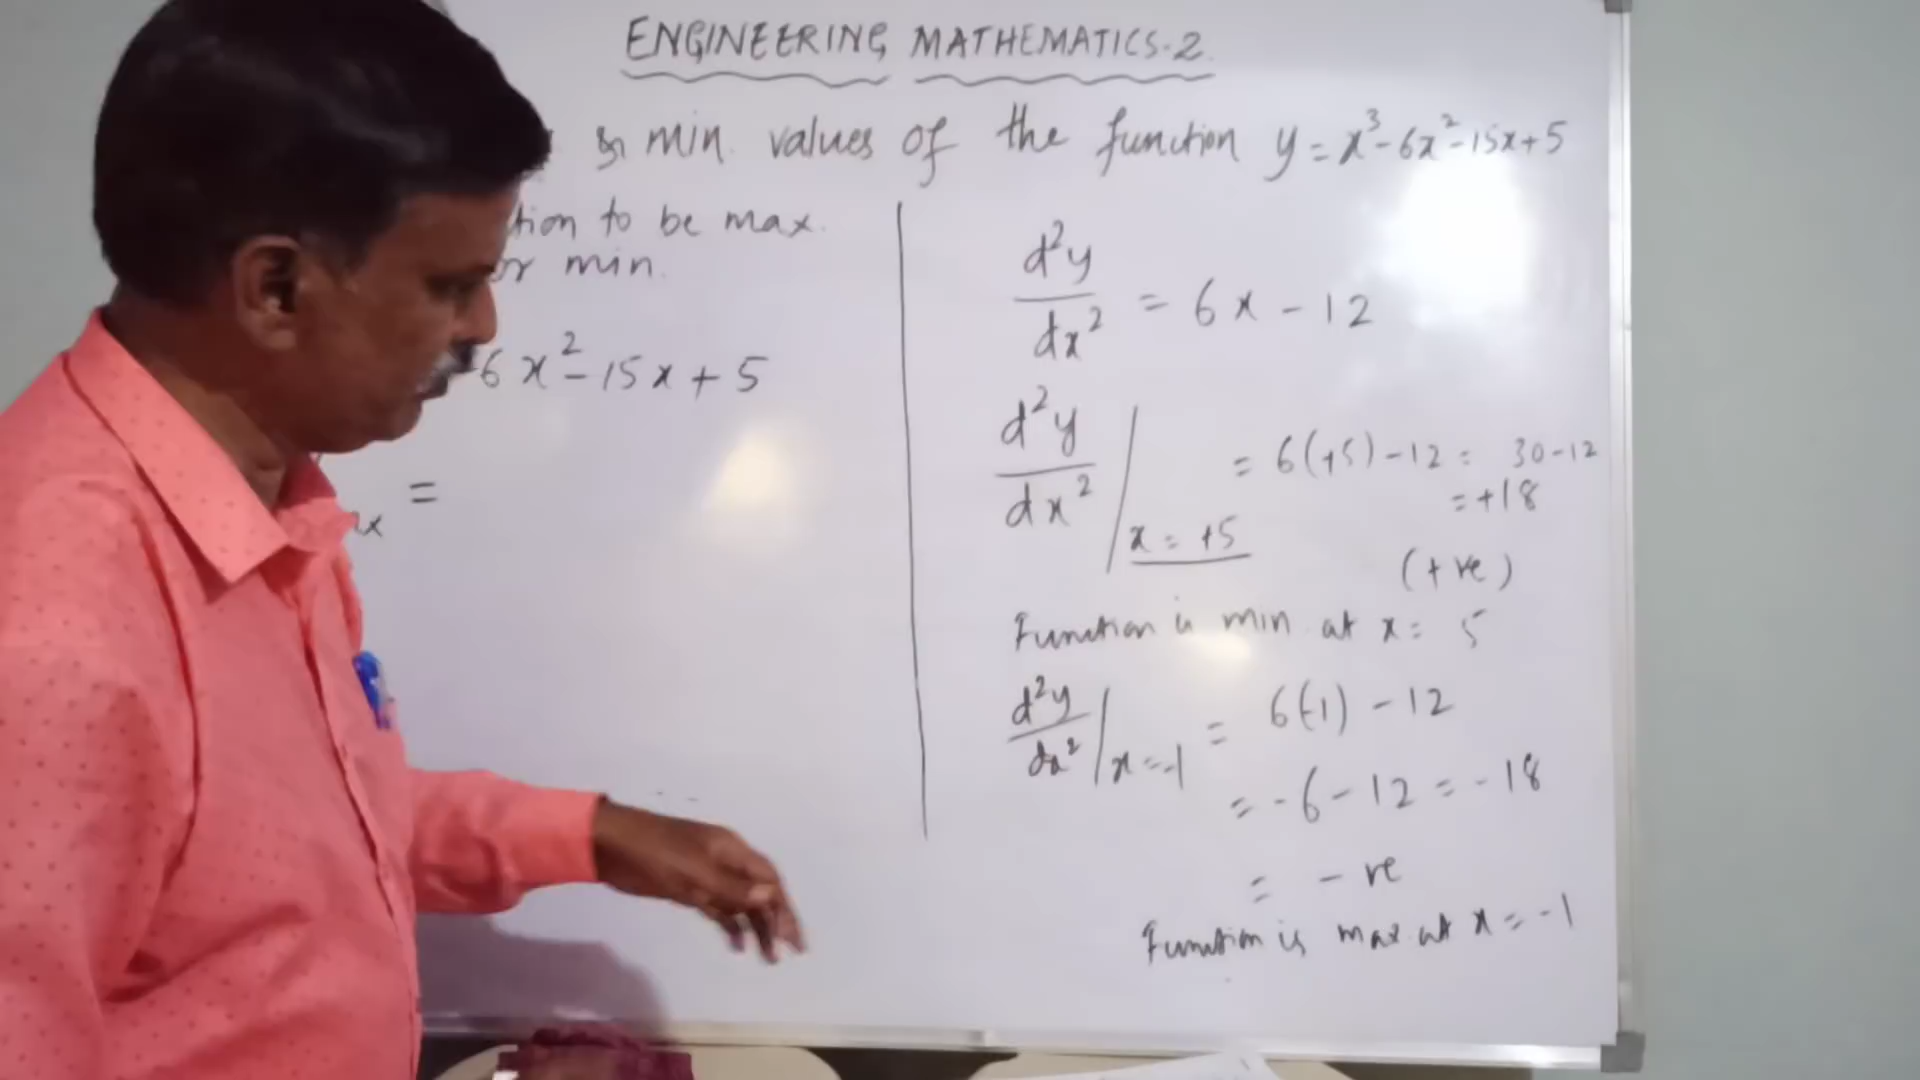 ENGINEERING MATHEMATICS-2
& min. values of the function y = x³-6x²-15x+5
tion to be max.
or min.
-6x²-15x+5
ax =
d²y/dx² = 6x - 12
d²y/dx² / x = +5 = 6(+5) - 12 = 30-12
= +18
(+ve)
Function is min at x = 5
d²y/dx² / x = -1 = 6(-1) - 12
= -6 - 12 = -18
= -ve
Function is max at x = -1